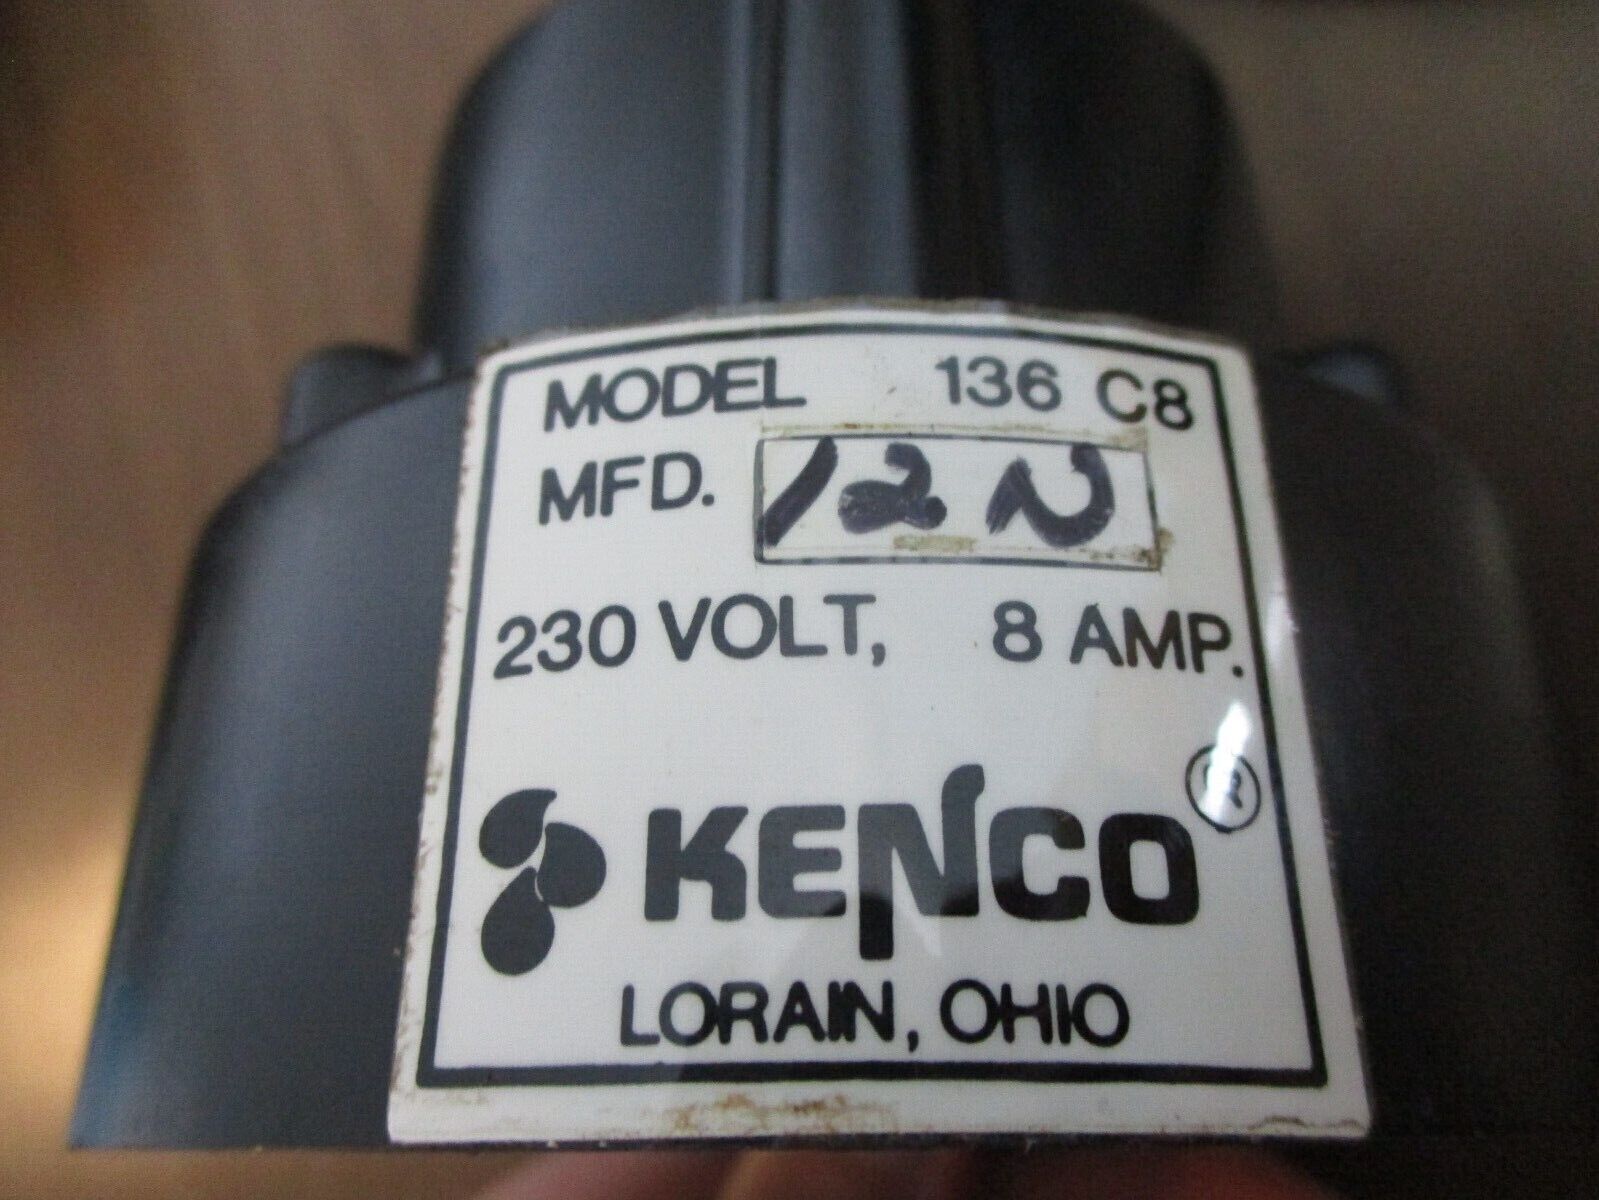 MODEL 136 C8
MFD. 12 N
230 VOLT, 8 AMP.
KENCO ®
LORAIN, OHIO